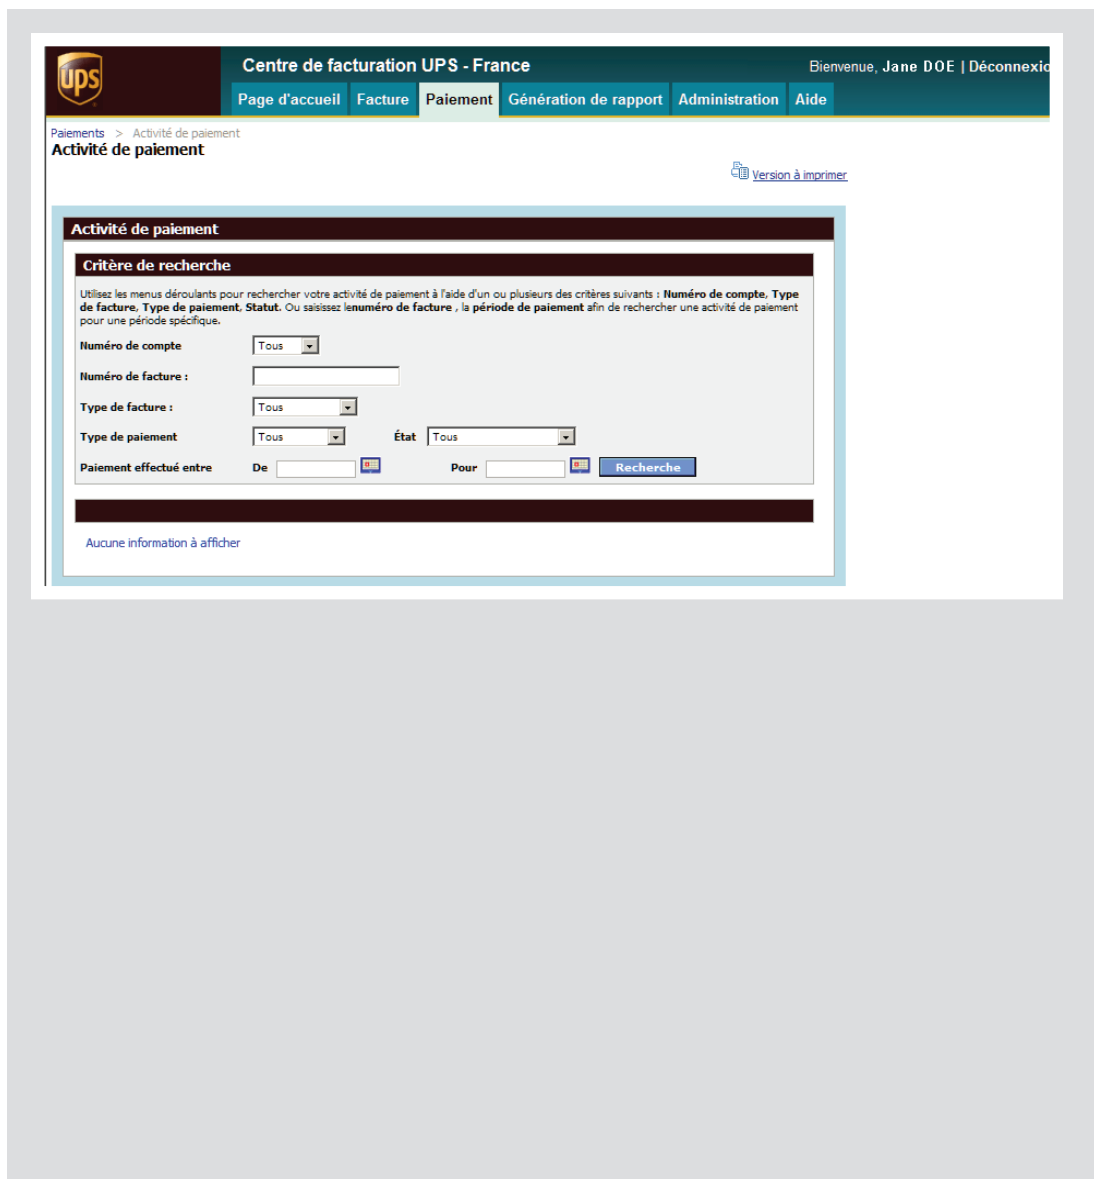 ups
Centre de facturation UPS - France
Bienvenue, Jane DOE | Déconnexio
Page d'accueil Facture Paiement Génération de rapport Administration Aide
Paiements > Activité de paiement
Activité de paiement
Version à imprimer
Activité de paiement
Critère de recherche
Utilisez les menus déroulants pour rechercher votre activité de paiement à l'aide d'un ou plusieurs des critères suivants : Numéro de compte, Type
de facture, Type de paiement, Statut. Ou saisissez lenuméro de facture , la période de paiement afin de rechercher une activité de paiement
pour une période spécifique.
Numéro de compte Tous
Numéro de facture :
Type de facture : Tous
Type de paiement Tous État Tous
Paiement effectué entre De Pour Recherche
Aucune information à afficher